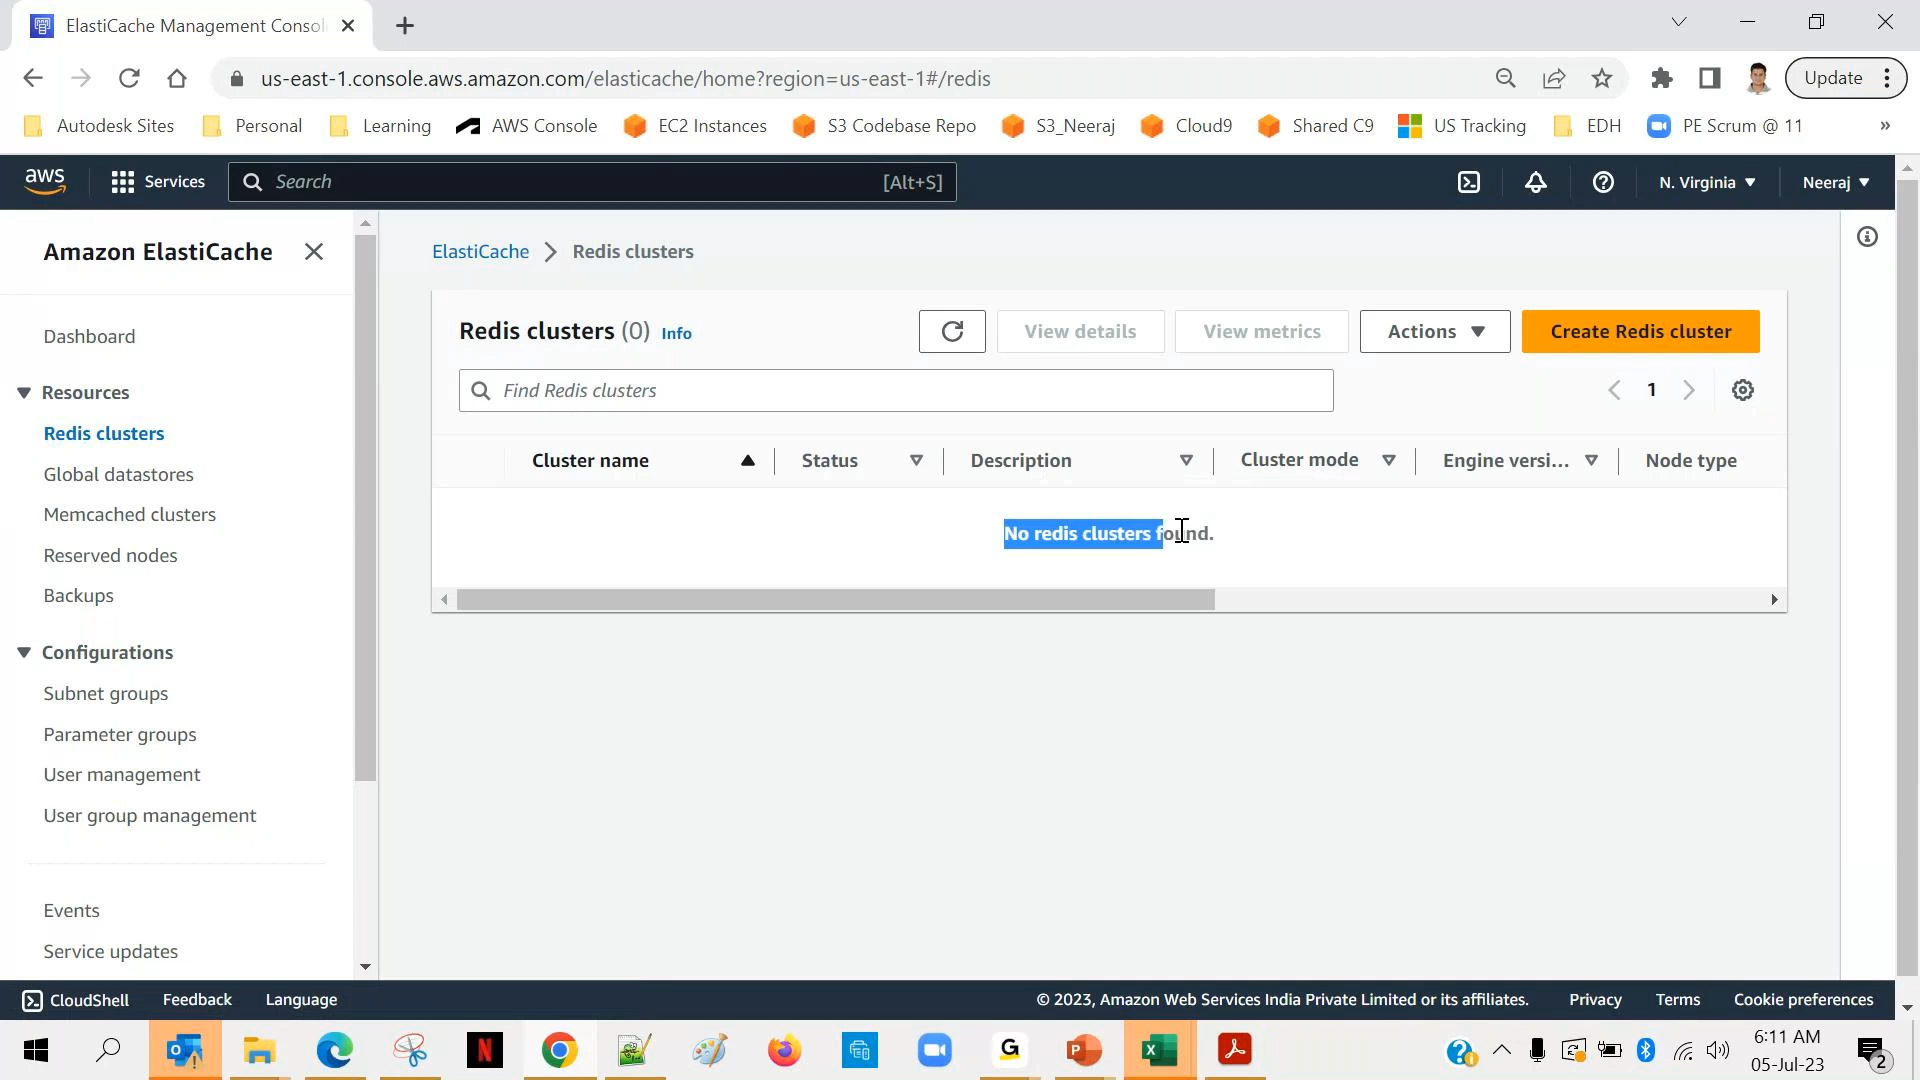 ElastiCache Management Consol
us-east-1.console.aws.amazon.com/elasticache/home?region=us-east-1#/redis
Update
Autodesk Sites
Personal
Learning
AWS Console
EC2 Instances
S3 Codebase Repo
S3_Neeraj
Cloud9
Shared C9
US Tracking
EDH
PE Scrum @ 11
»
aws
Services
Search
[Alt+S]
N. Virginia
Neeraj
Amazon ElastiCache
Dashboard
Resources
Redis clusters
Global datastores
Memcached clusters
Reserved nodes
Backups
Configurations
Subnet groups
Parameter groups
User management
User group management
Events
Service updates
ElastiCache
Redis clusters
Redis clusters (0) Info
View details
View metrics
Actions
Create Redis cluster
Find Redis clusters
1
Cluster name
Status
Description
Cluster mode
Engine versi...
Node type
No redis clusters found.
CloudShell
Feedback
Language
© 2023, Amazon Web Services India Private Limited or its affiliates.
Privacy
Terms
Cookie preferences
6:11 AM
05-Jul-23
2